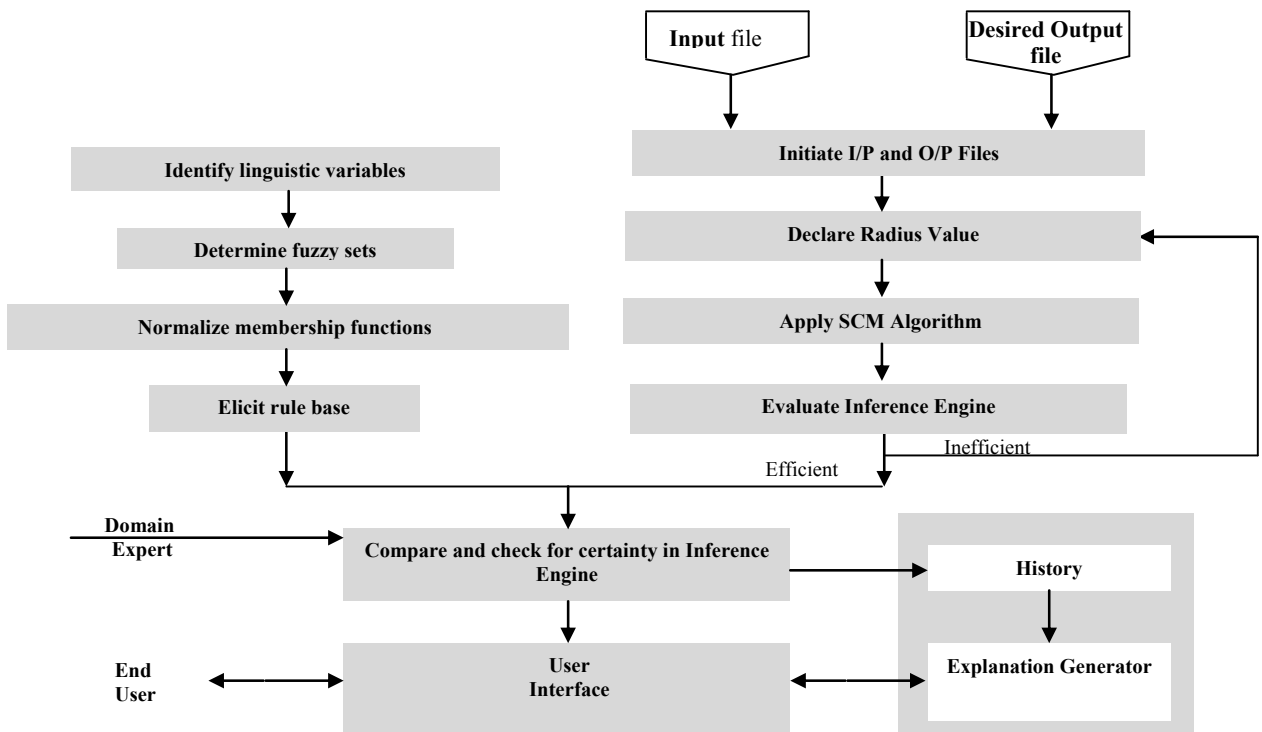 Input file
Desired Output
file
Initiate I/P and O/P Files
Identify linguistic variables
Declare Radius Value
Determine fuzzy sets
Normalize membership functions
Apply SCM Algorithm
Elicit rule base
Evaluate Inference Engine
Inefficient
Efficient
Domain
Expert
Compare and check for certainty in Inference
Engine
History
End
User
User
Interface
Explanation Generator